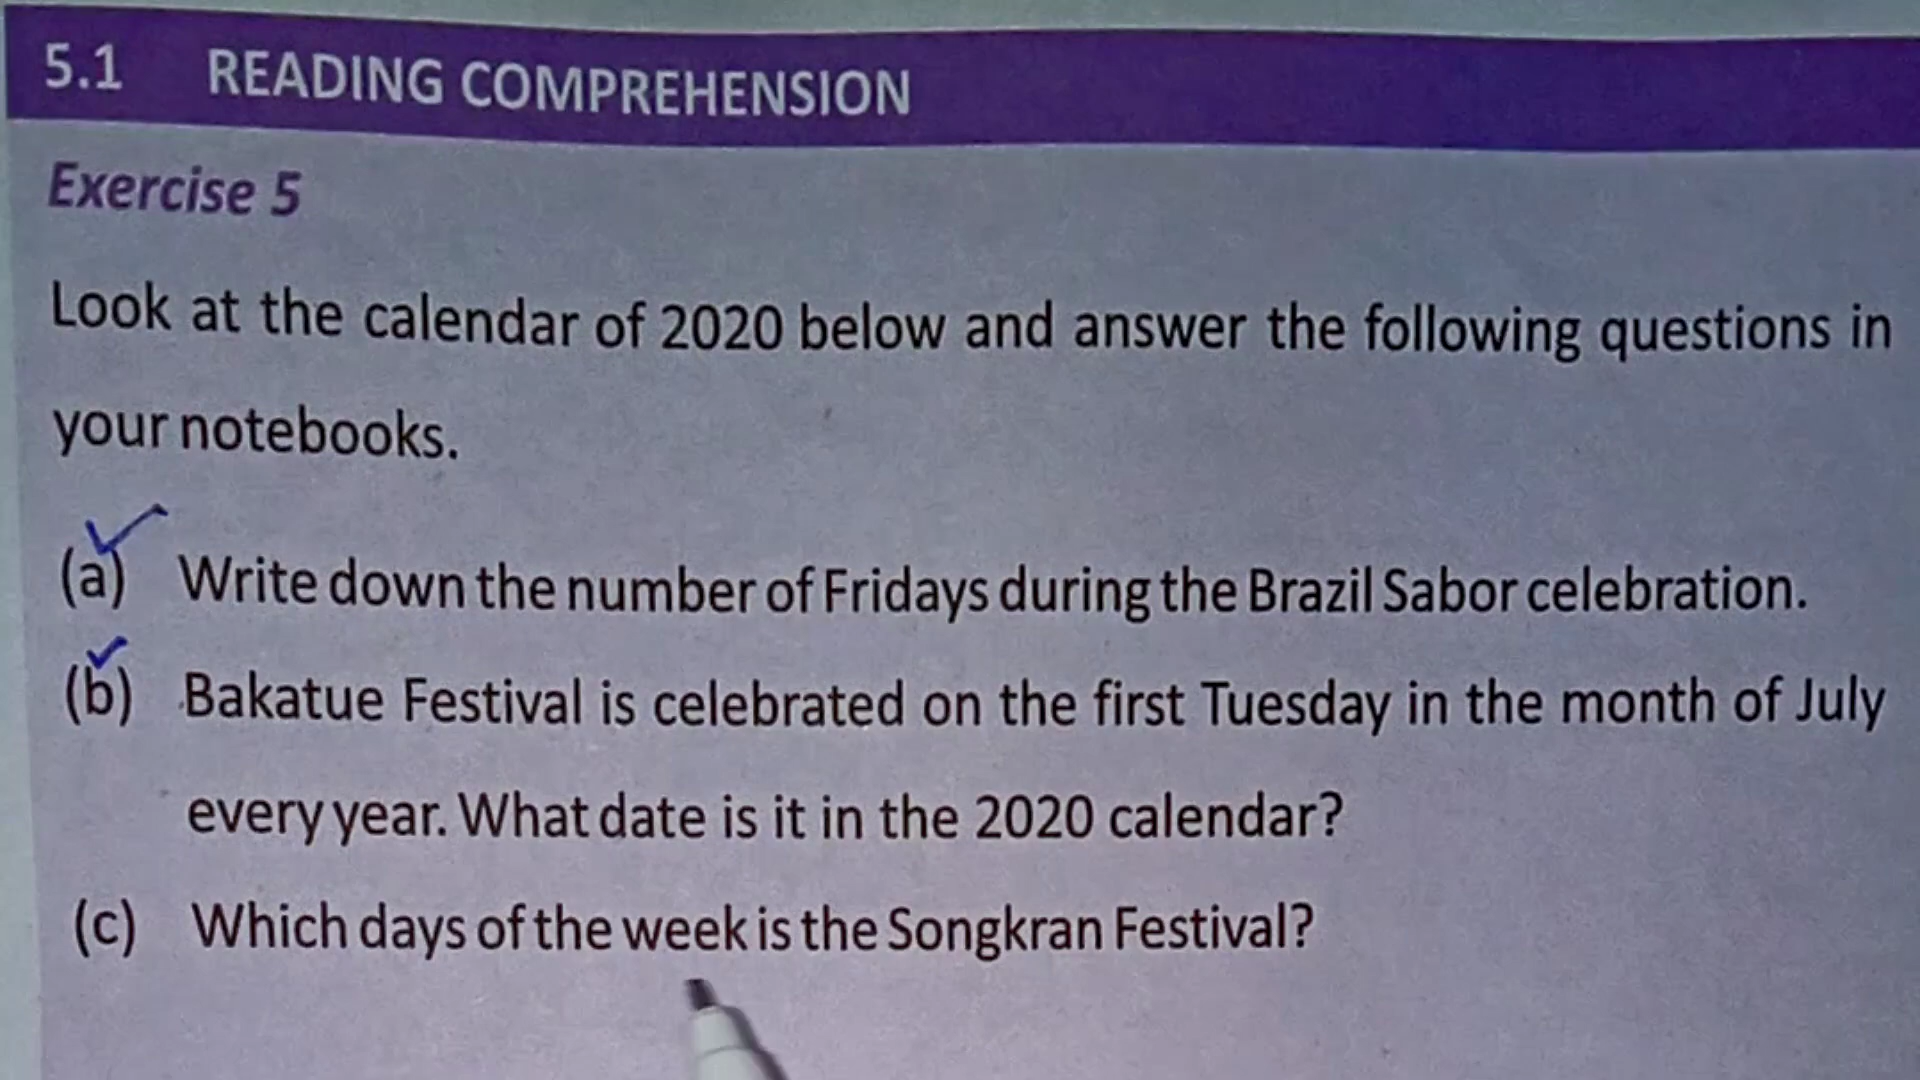 5.1 READING COMPREHENSION
Exercise 5
Look at the calendar of 2020 below and answer the following questions in
your notebooks.
(a) Write down the number of Fridays during the Brazil Sabor celebration.
(b) Bakatue Festival is celebrated on the first Tuesday in the month of July
every year. What date is it in the 2020 calendar?
(c) Which days of the week is the Songkran Festival?